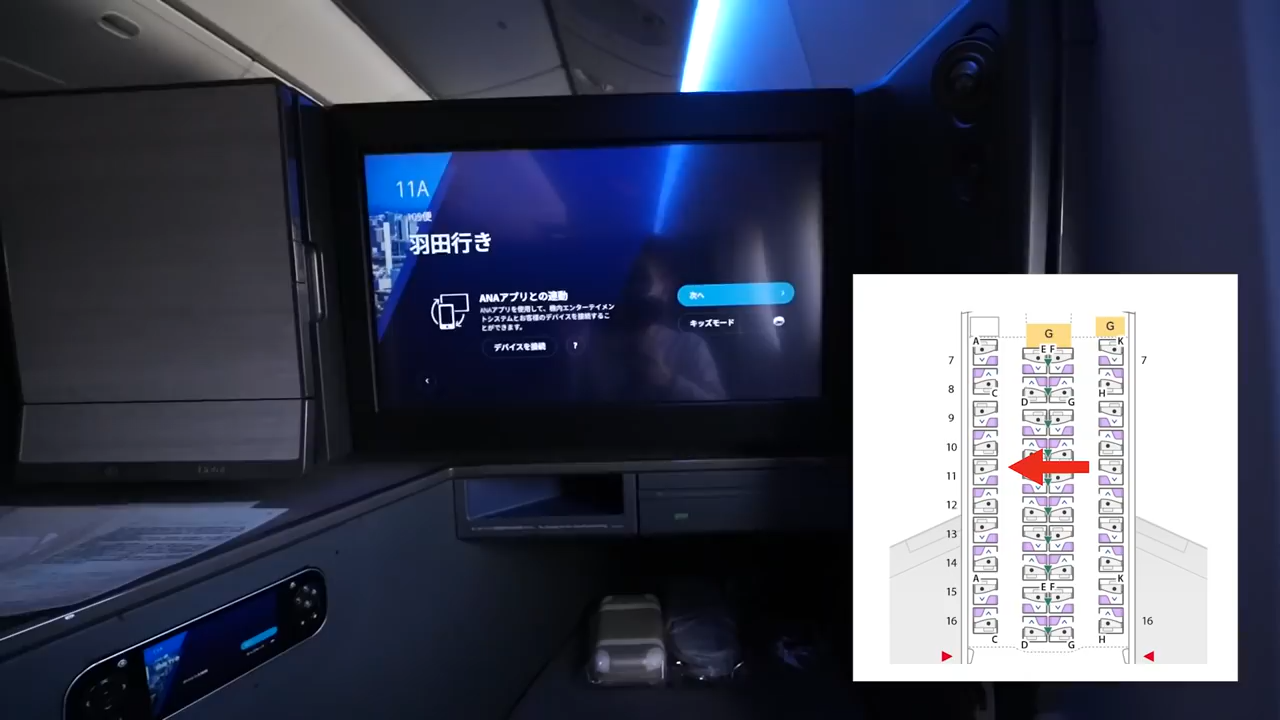 11A
109便
羽田行き
ANAアプリとの連動
ANAアプリを使用して、機内エンターテイメン
トシステムとお客様のデバイスを接続するこ
とができます。
デバイスを接続
?
次へ
キッズモード
G
G
A
E F
K
7
7
8
C
D
G
H
9
10
11
12
13
14
A
E F
K
15
16
16
C
D
G
H